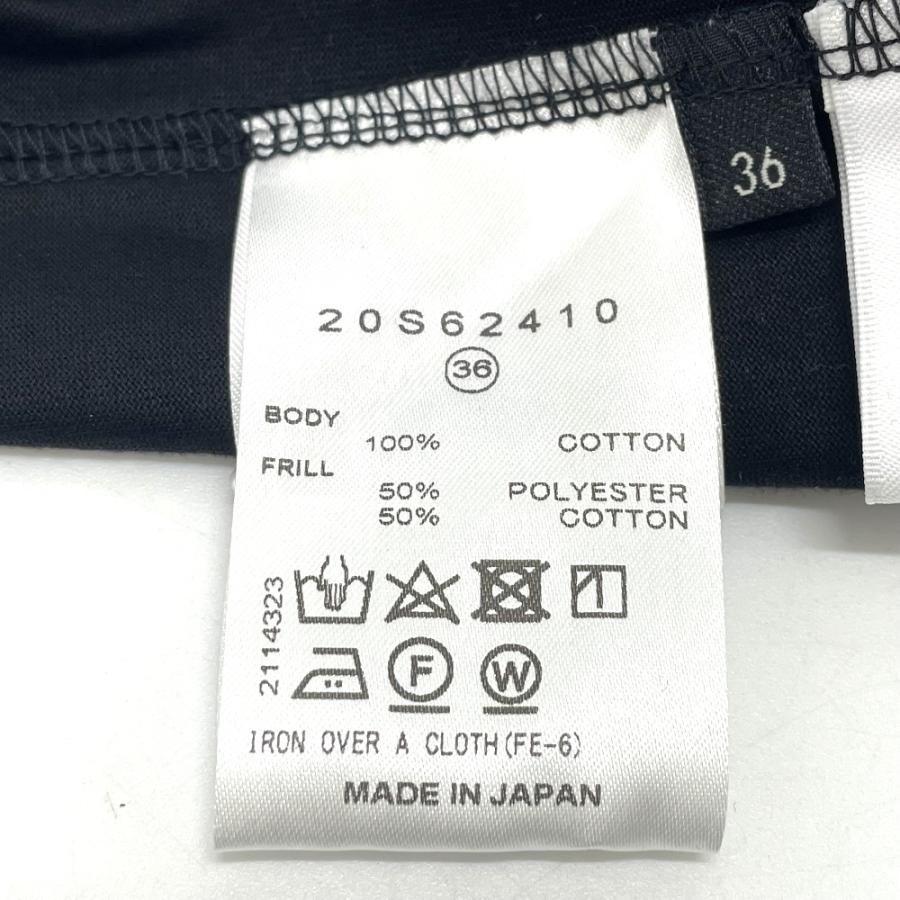 36
20S62410
36
BODY
100% COTTON
FRILL
50% POLYESTER
50% COTTON
2114323
F W
IRON OVER A CLOTH(FE-6)
MADE IN JAPAN